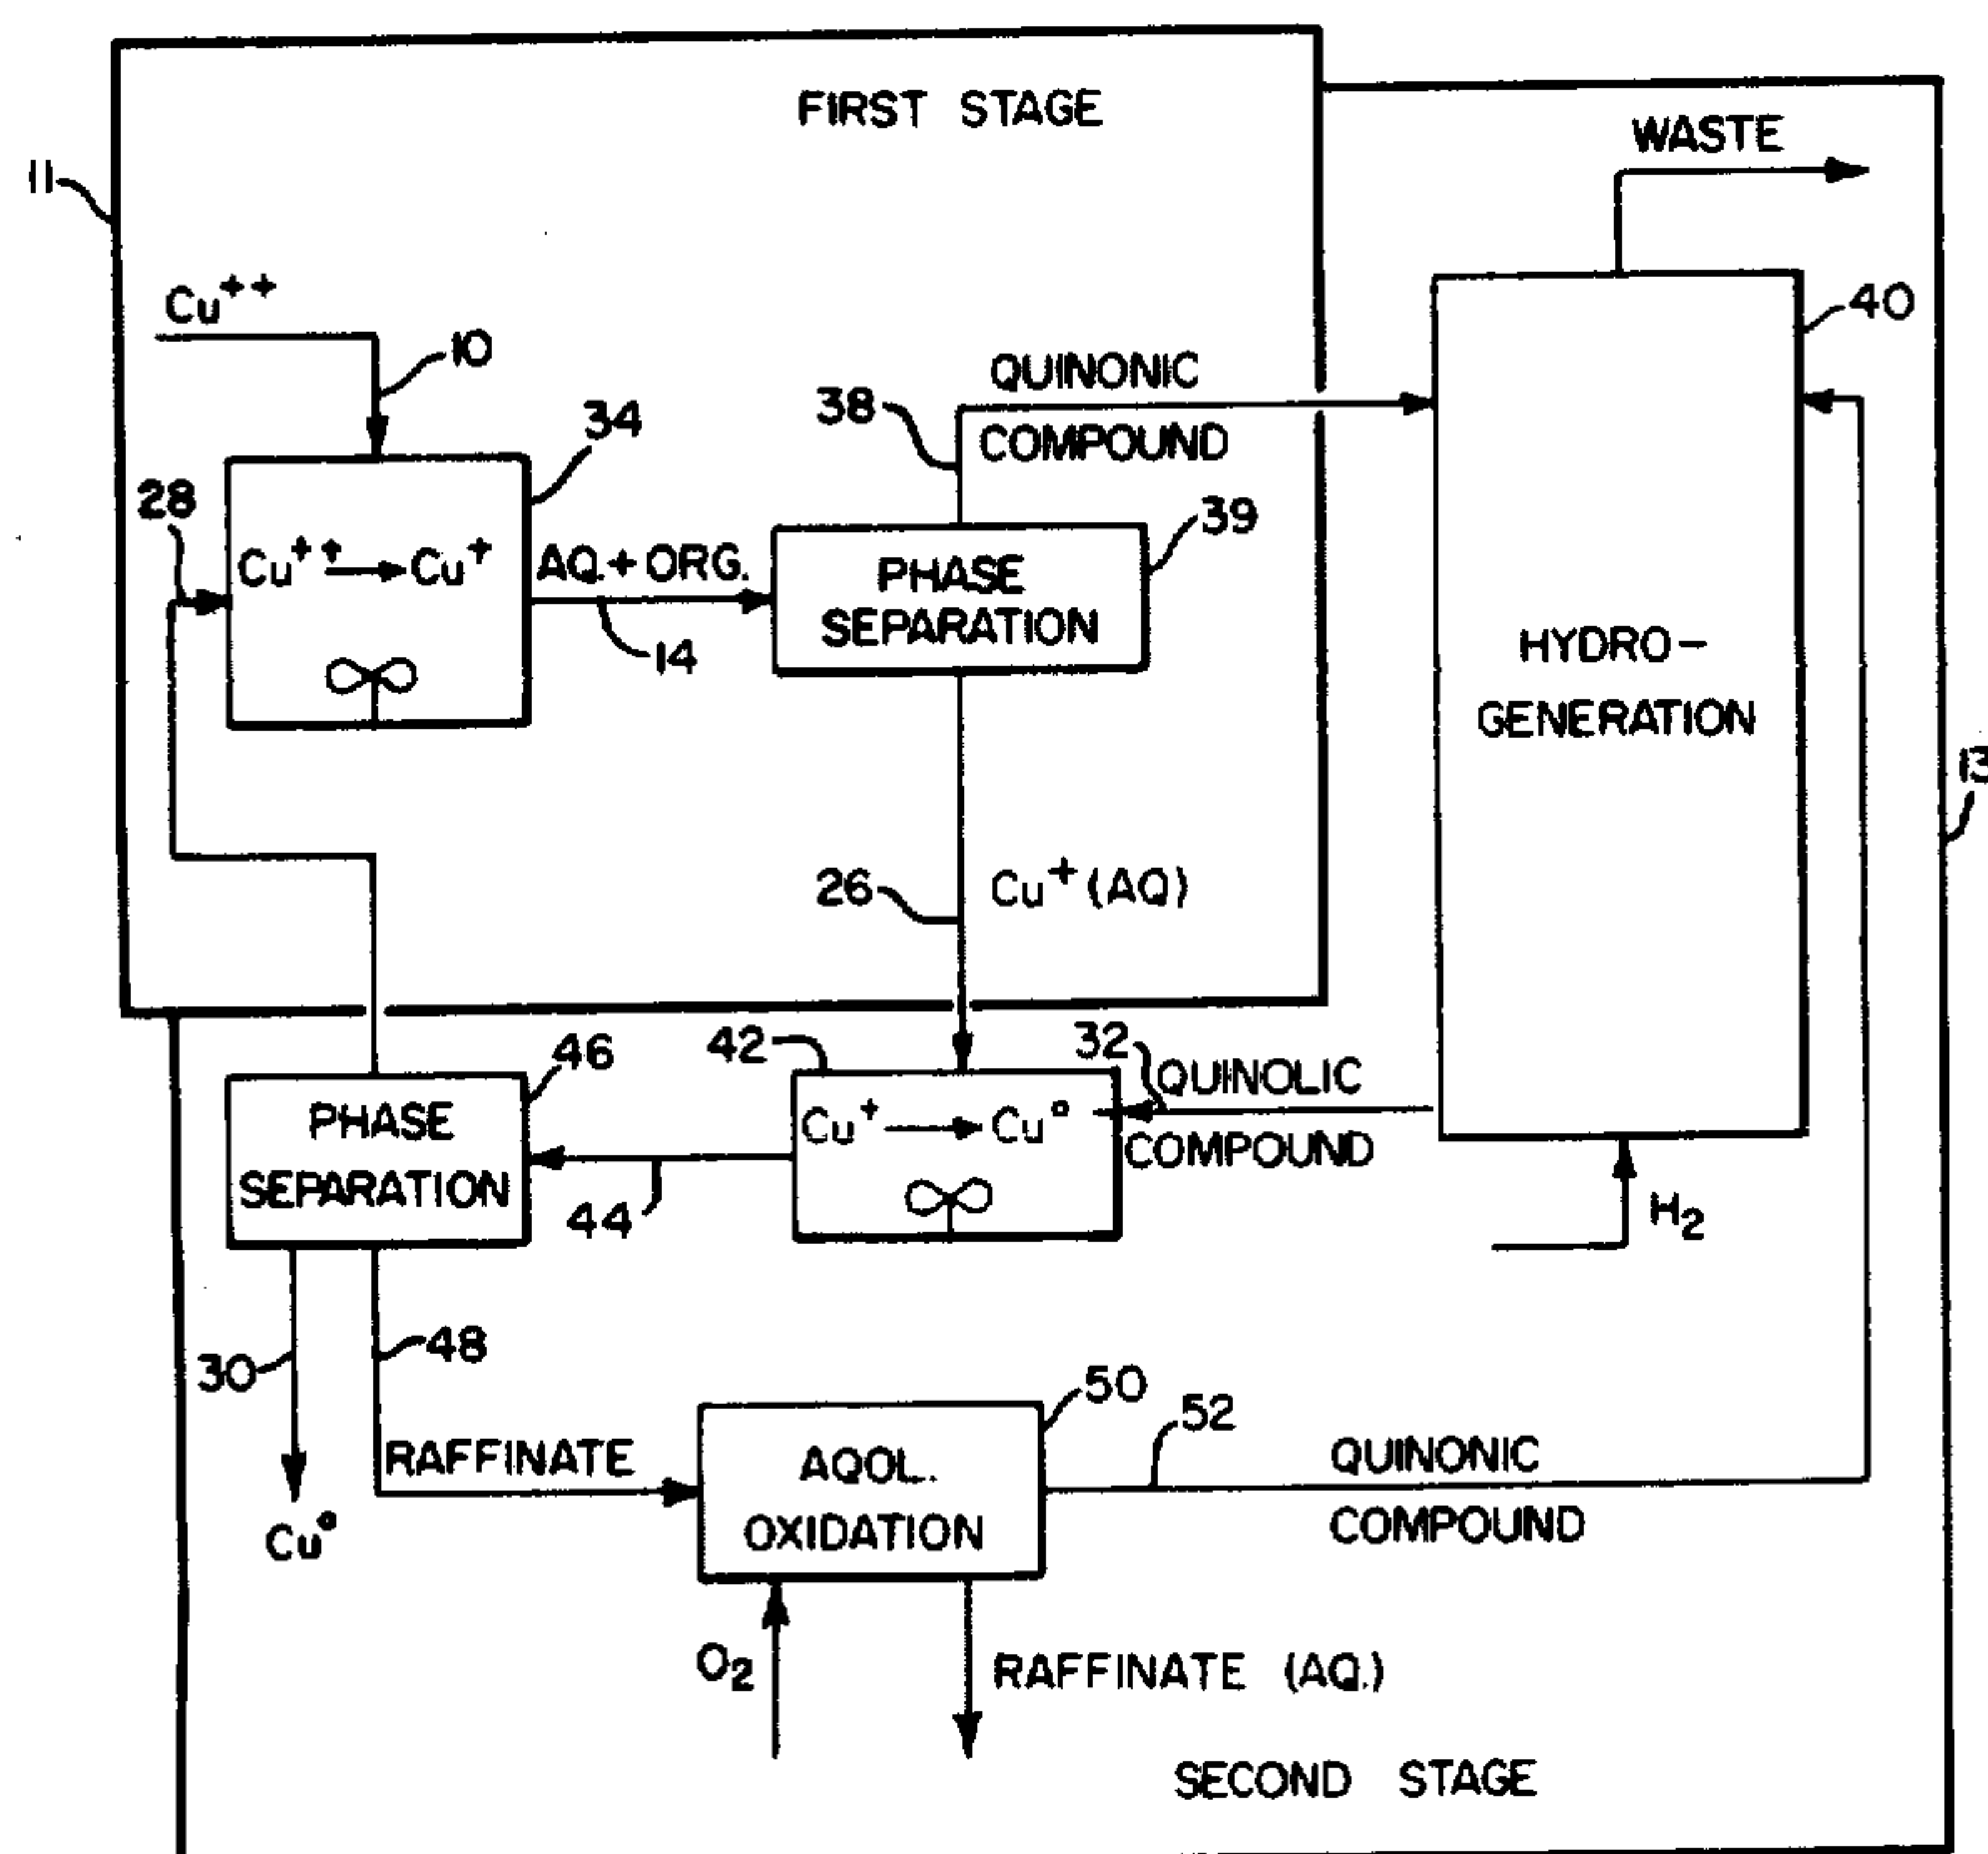 FIRST STAGE
WASTE
11
Cu++
10
40
34
38
QUINONIC
COMPOUND
28
39
Cu++ → Cu+
AQ.+ ORG.
PHASE
SEPARATION
14
HYDRO-
GENERATION
13
26
Cu+ (AQ)
46
42
32
QUINOLIC
COMPOUND
PHASE
SEPARATION
Cu+ → Cu°
44
H2
30
48
50
52
RAFFINATE
AQOL.
OXIDATION
QUINONIC
COMPOUND
Cu°
O2
RAFFINATE (AQ.)
SECOND STAGE